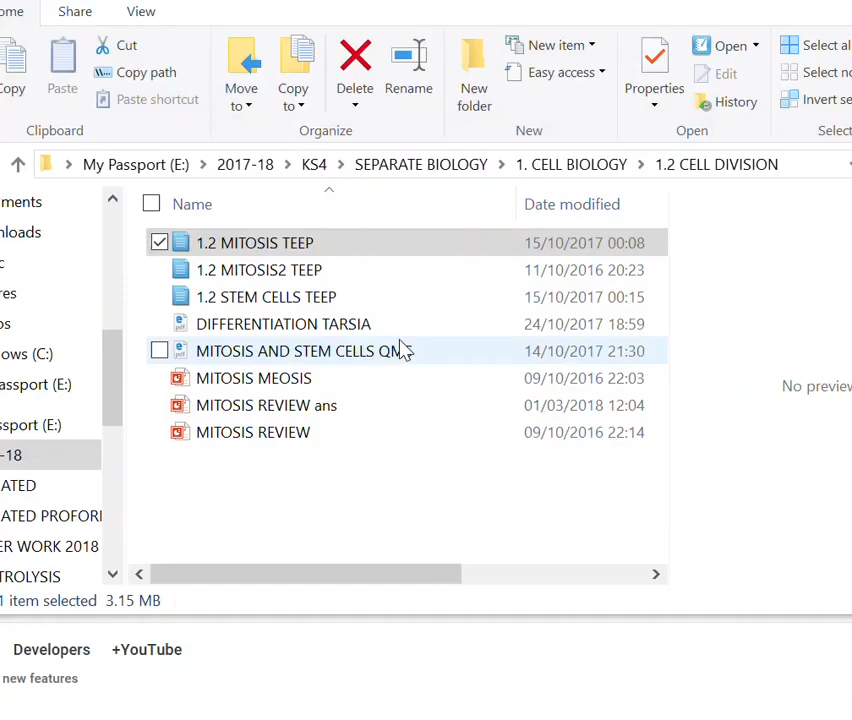 ome Share View
Cut
Copy path
Paste shortcut
Copy Paste
Clipboard
Move to
Copy to
Delete
Rename
Organize
New folder
New item
Easy access
New
Properties
Open
Edit
History
Open
Select al
Select no
Invert se
Select
My Passport (E:) > 2017-18 > KS4 > SEPARATE BIOLOGY > 1. CELL BIOLOGY > 1.2 CELL DIVISION
Name Date modified
1.2 MITOSIS TEEP 15/10/2017 00:08
1.2 MITOSIS2 TEEP 11/10/2016 20:23
1.2 STEM CELLS TEEP 15/10/2017 00:15
DIFFERENTIATION TARSIA 24/10/2017 18:59
MITOSIS AND STEM CELLS 14/10/2017 21:30
MITOSIS MEOSIS 09/10/2016 22:03
MITOSIS REVIEW ans 01/03/2018 12:04
MITOSIS REVIEW 09/10/2016 22:14
No preview
ments
nloads
c
res
os
ows (C:)
assport (E:)
ssport (E:)
-18
ATED
ATED PROFORI
ER WORK 2018
TROLYSIS
1 item selected 3.15 MB
Developers +YouTube
new features